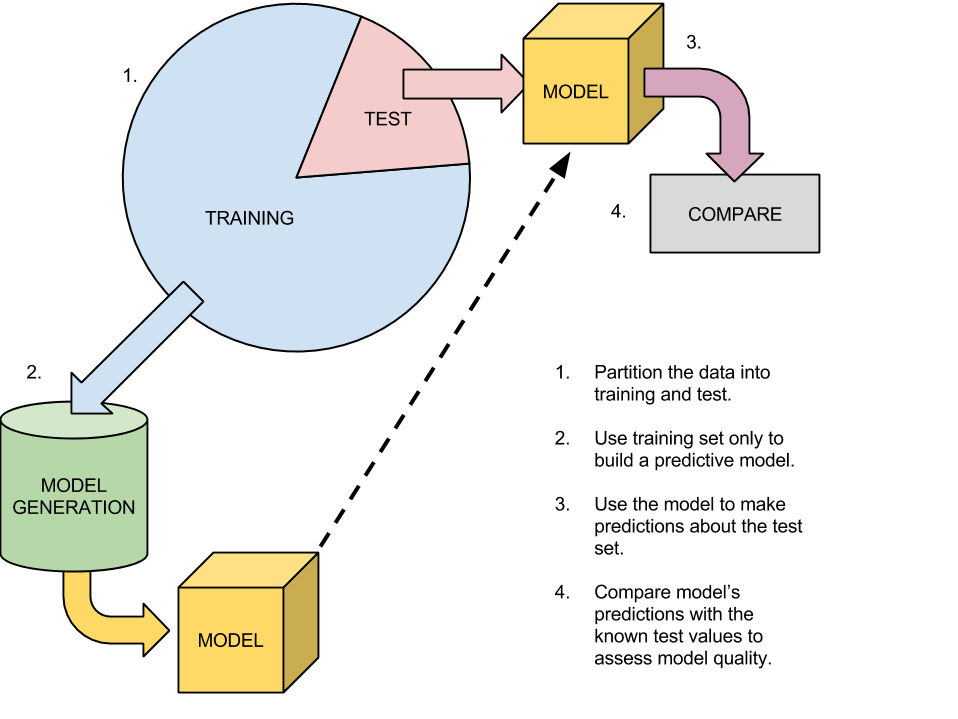 1.
TEST
TRAINING
MODEL
3.
4.
COMPARE
2.
MODEL
GENERATION
MODEL
1. Partition the data into
training and test.
2. Use training set only to
build a predictive model.
3. Use the model to make
predictions about the test
set.
4. Compare model’s
predictions with the
known test values to
assess model quality.